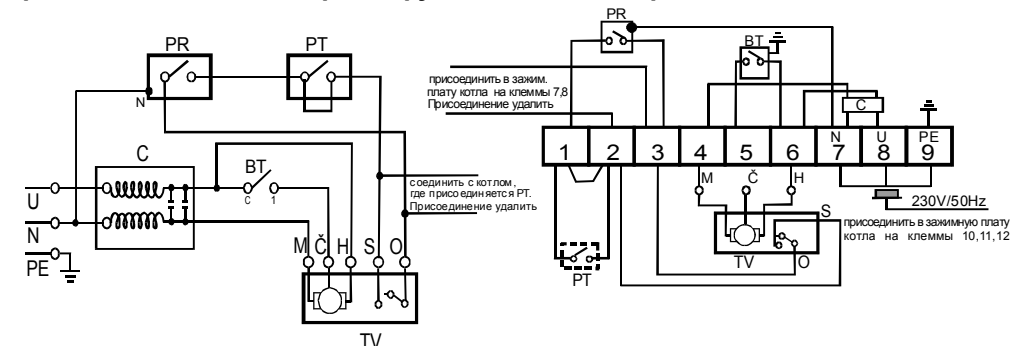 PR
PT
N
C
BT
C 1
U
N
PE
соединить с котлом,
где присоединяется РТ.
Присоединение удалить
M Č H S O
TV
PR
BT
присоединить в зажим.
плату котла на клеммы 7,8
Присоединение удалить
C
N U PE
1 2 3 4 5 6 7 8 9
M Č H
S
230V/50Hz
присоединить в зажимную плату
котла на клеммы 10,11,12
TV O
PT